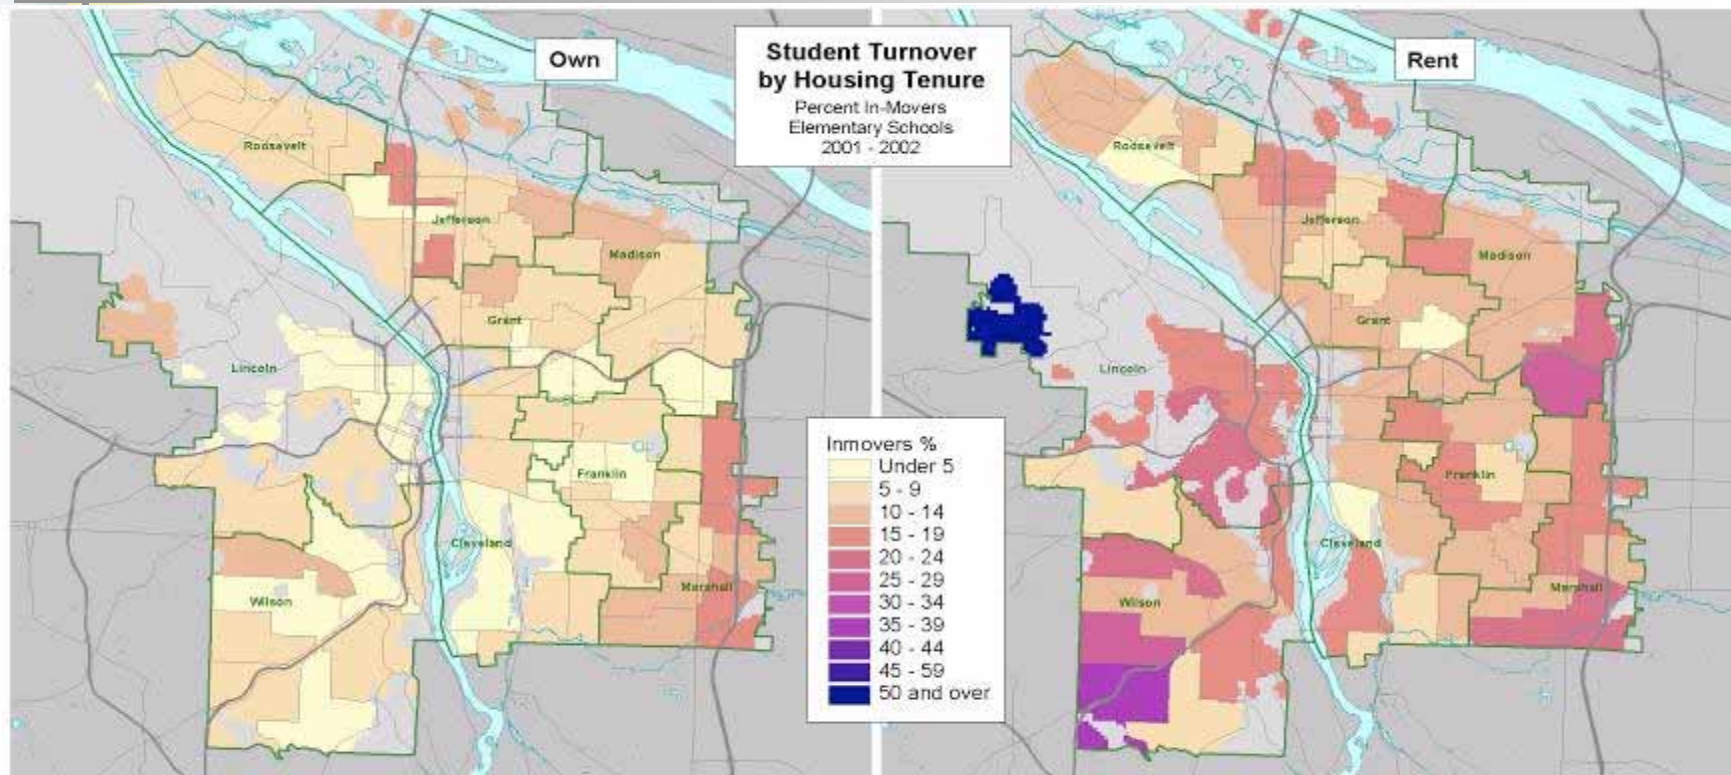 Own
Student Turnover
by Housing Tenure
Percent In-Movers
Elementary Schools
2001 - 2002
Rent
Roosevelt
Jefferson
Madison
Grant
Lincoln
Franklin
Cleveland
Wilson
Marshall
Roosevelt
Jefferson
Madison
Grant
Lincoln
Franklin
Cleveland
Wilson
Marshall
Inmovers %
Under 5
5 - 9
10 - 14
15 - 19
20 - 24
25 - 29
30 - 34
35 - 39
40 - 44
45 - 59
50 and over